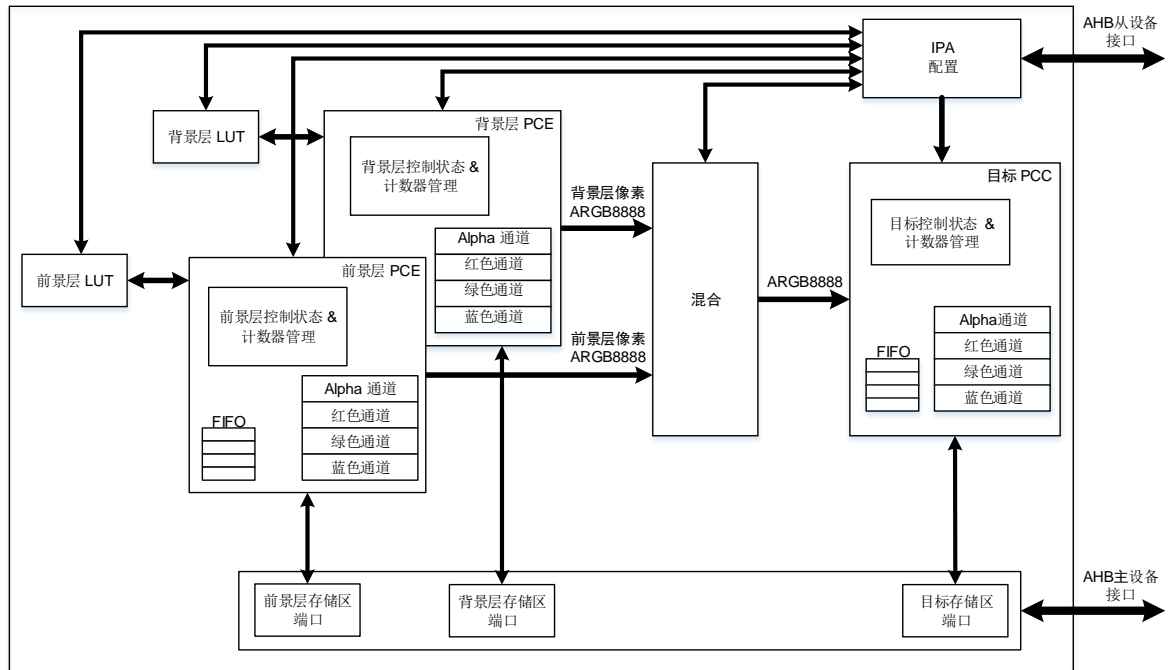 AHB从设备
接口
IPA
配置
背景层 LUT
背景层 PCE
背景层控制状态 &
计数器管理
背景层像素
ARGB8888
Alpha 通道
红色通道
绿色通道
蓝色通道
目标 PCC
目标控制状态 &
计数器管理
前景层 LUT
前景层 PCE
前景层控制状态 &
计数器管理
混合
ARGB8888
前景层像素
ARGB8888
Alpha通道
红色通道
绿色通道
蓝色通道
FIFO
Alpha 通道
红色通道
绿色通道
蓝色通道
FIFO
前景层存储区
端口
背景层存储区
端口
目标存储区
端口
AHB主设备
接口